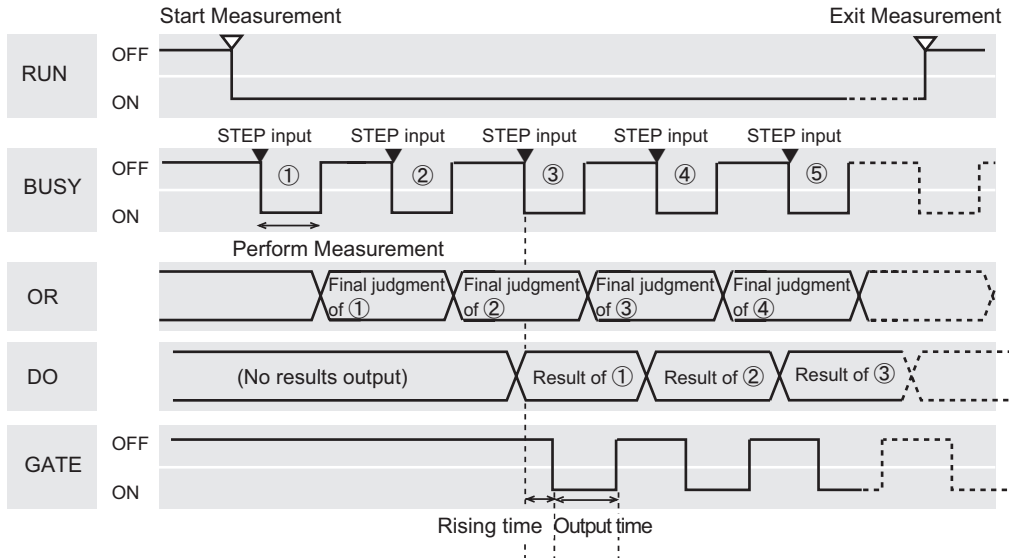 Start Measurement Exit Measurement
RUN OFF
ON
STEP input STEP input STEP input STEP input STEP input
BUSY OFF ① ② ③ ④ ⑤
ON
Perform Measurement
OR Final judgment of ① Final judgment of ② Final judgment of ③ Final judgment of ④
DO (No results output) Result of ① Result of ② Result of ③
GATE OFF
ON
Rising time Output time